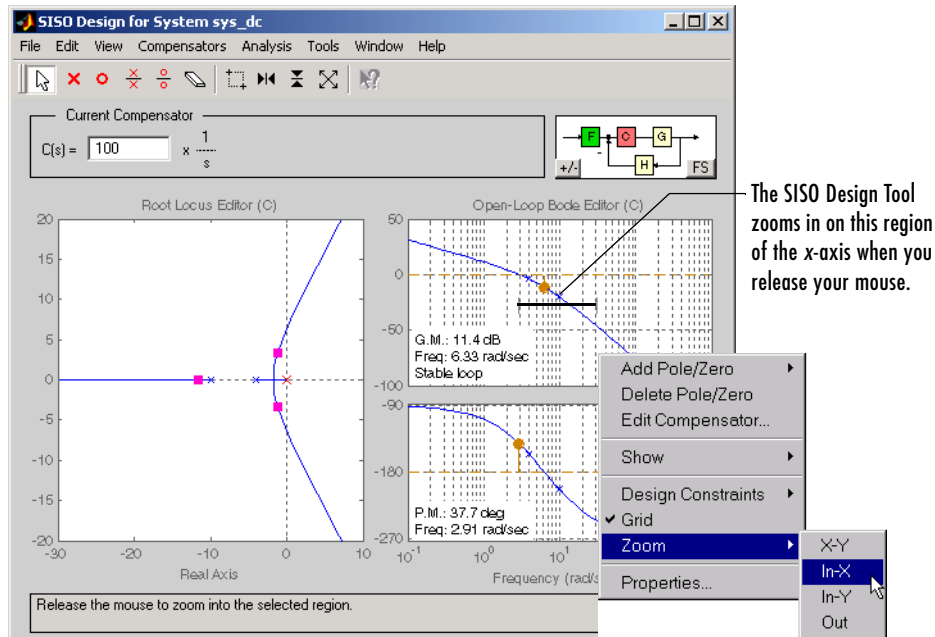 SISO Design for System sys_dc
File Edit View Compensators Analysis Tools Window Help
Current Compensator
C(s) = 100 x 1
s
F C G
-
H
+/- FS
The SISO Design Tool
zooms in on this region
of the x-axis when you
release your mouse.
Root Locus Editor (C)
20
15
10
5
0
-5
-10
-15
-20
-30 -20 -10 0 10
Real Axis
Open-Loop Bode Editor (C)
50
0
-50
-100
G.M.: 11.4 dB
Freq: 6.33 rad/sec
Stable loop
-90
-180
-270
P.M.: 37.7 deg
Freq: 2.91 rad/sec
10-1 100 101
Frequency (rad/s
Add Pole/Zero
Delete Pole/Zero
Edit Compensator...
Show
Design Constraints
Grid
Zoom
Properties...
X-Y
In-X
In-Y
Out
Release the mouse to zoom into the selected region.